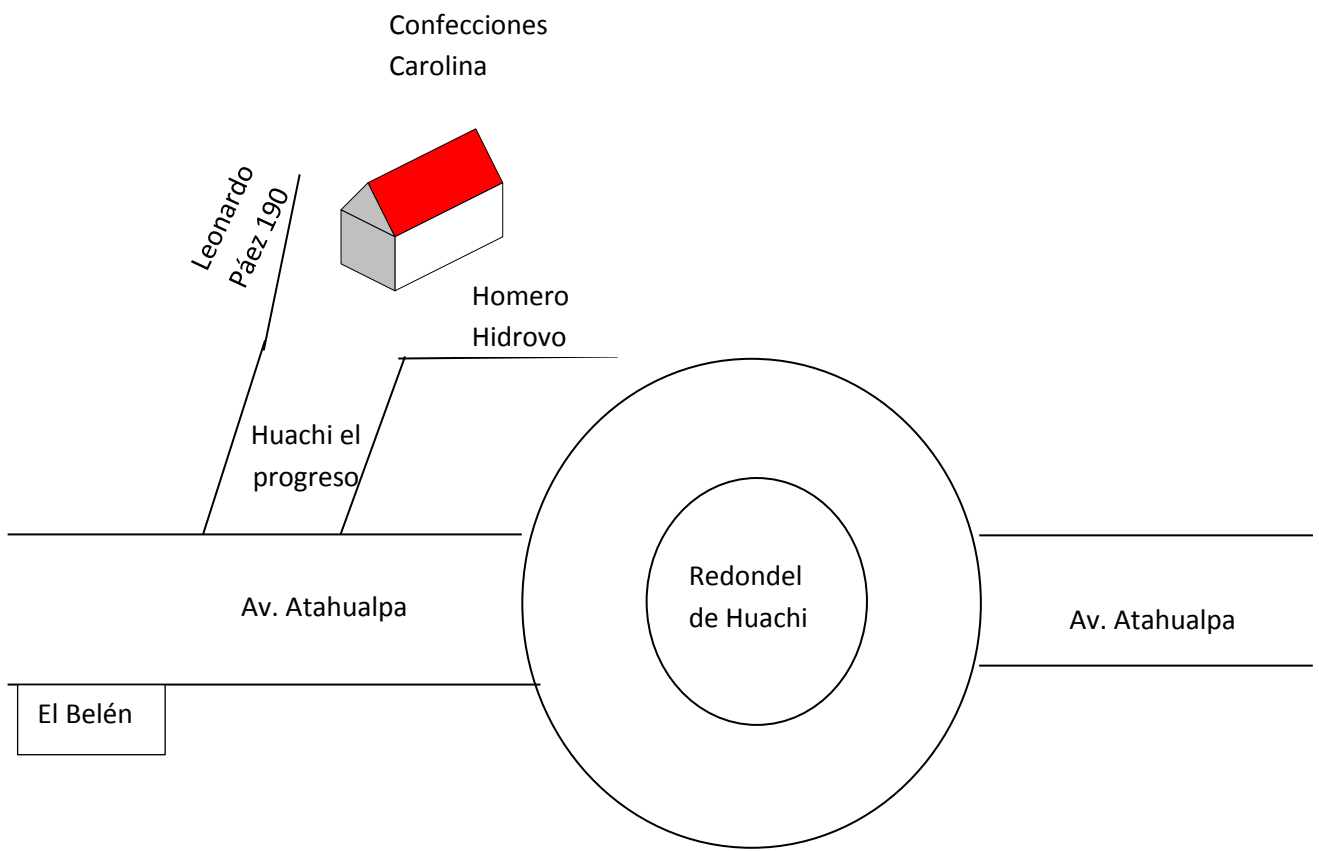 Confecciones
Carolina
Leonardo
Páez 190
Homero
Hidrovo
Huachi el
progreso
Redondel
de Huachi
Av. Atahualpa
Av. Atahualpa
El Belén